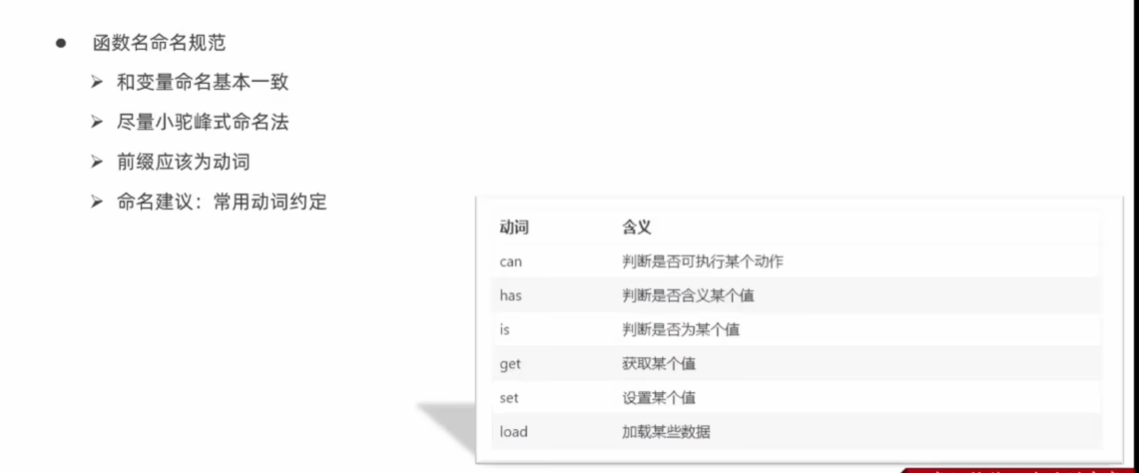 ● 函数名命名规范
➢ 和变量命名基本一致
➢ 尽量小驼峰式命名法
➢ 前缀应该为动词
➢ 命名建议：常用动词约定
动词 含义
can 判断是否可执行某个动作
has 判断是否含义某个值
is 判断是否为某个值
get 获取某个值
set 设置某个值
load 加载某些数据